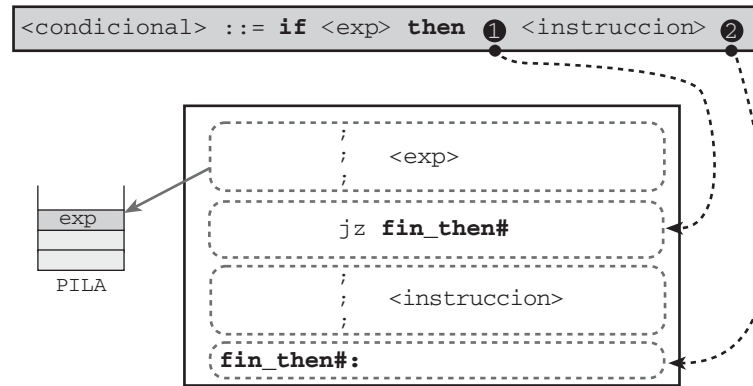 <condicional> ::= if <exp> then ❶ <instruccion> ❷
;
; <exp>
;
exp
jz fin_then#
PILA
;
; <instruccion>
;
fin_then#: